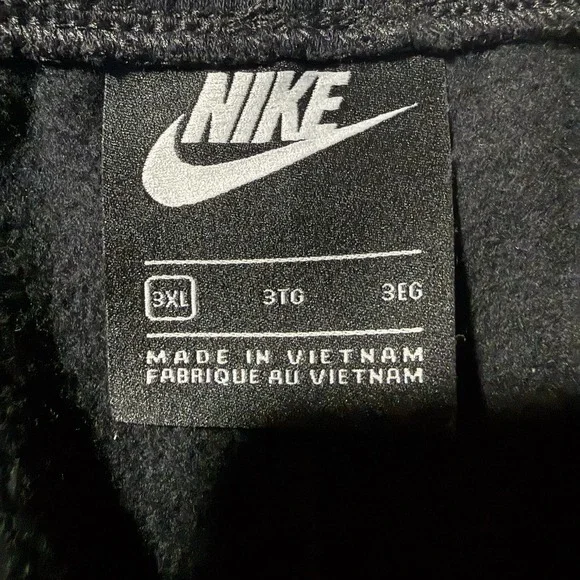 NIKE
3XL 3TG 3EG
MADE IN VIETNAM
FABRIQUE AU VIETNAM